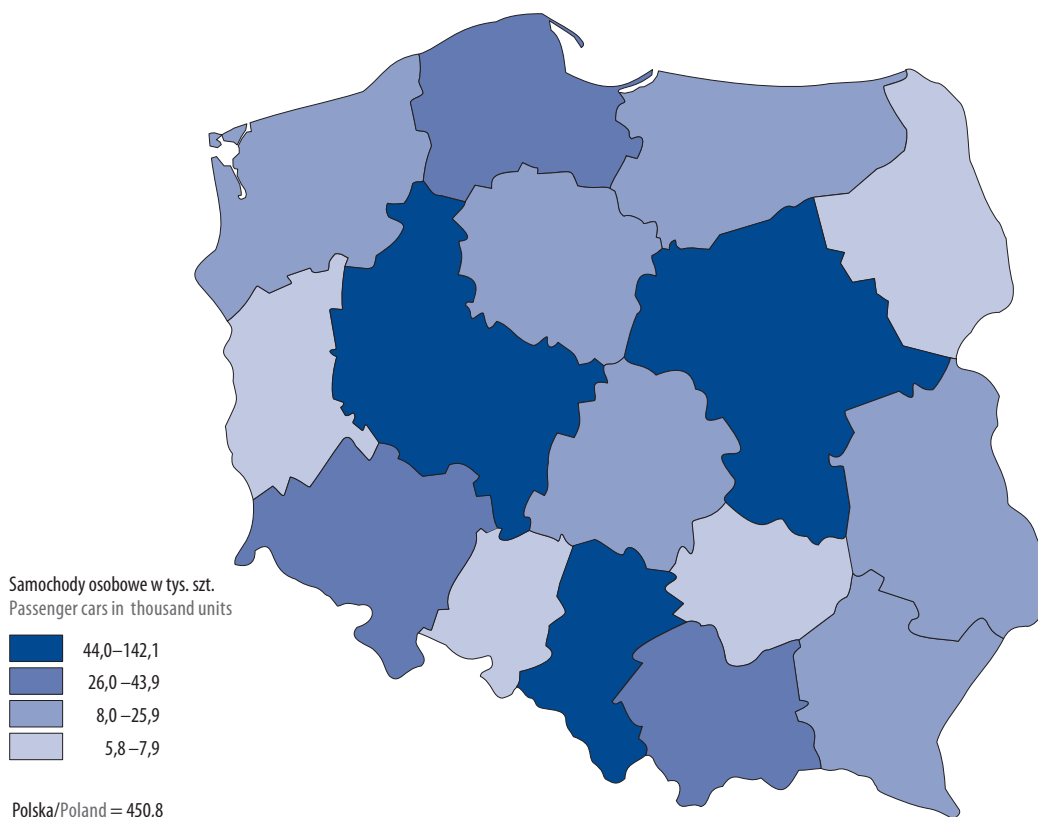 Samochody osobowe w tys. szt.
Passenger cars in thousand units
44,0–142,1
26,0 –43,9
8,0 –25,9
5,8 –7,9
Polska/Poland = 450,8